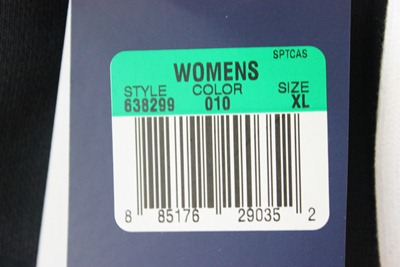 SPTCAS
WOMENS
STYLE COLOR SIZE
638299 010 XL
8 85176 29035 2